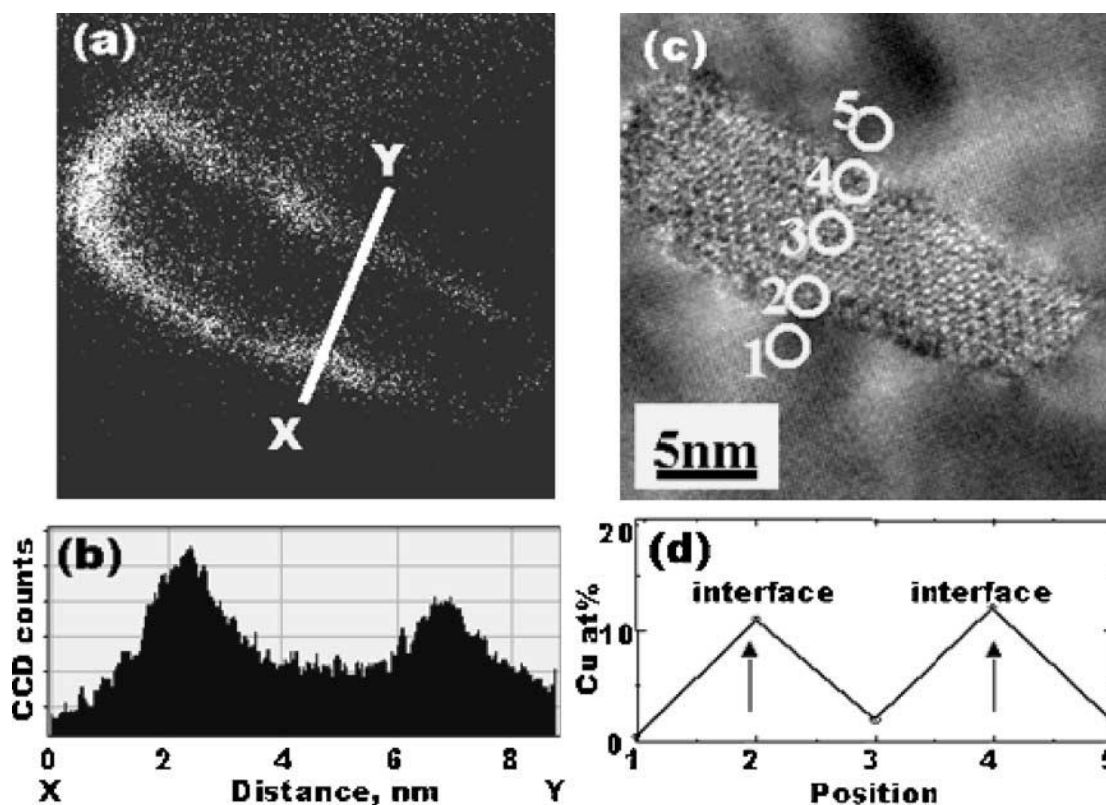 (a)
Y
X
(c)
5
4
3
2
1
5nm
(b)
CCD counts
0 2 4 6 8
X Distance, nm Y
(d)
20
10
0
Cu at%
interface interface
1 2 3 4 5
Position